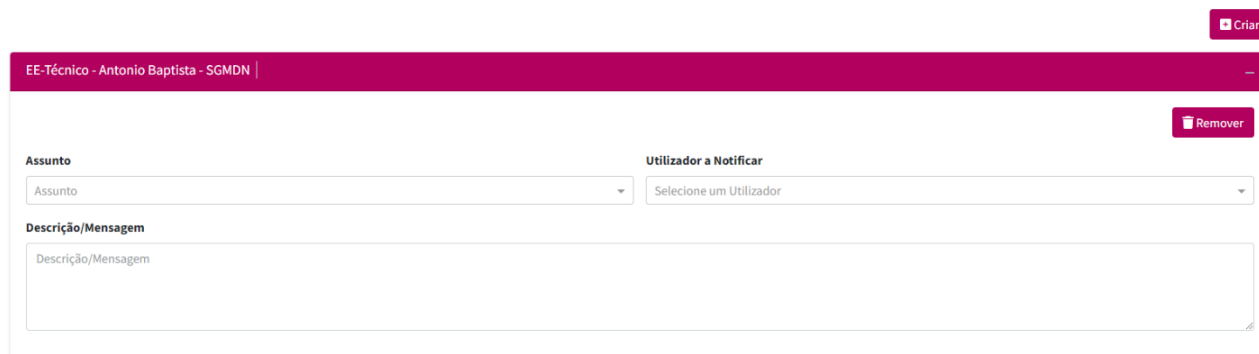 Criar
EE-Técnico - Antonio Baptista - SGMDN
Remover
Assunto
Utilizador a Notificar
Assunto
Selecione um Utilizador
Descrição/Mensagem
Descrição/Mensagem